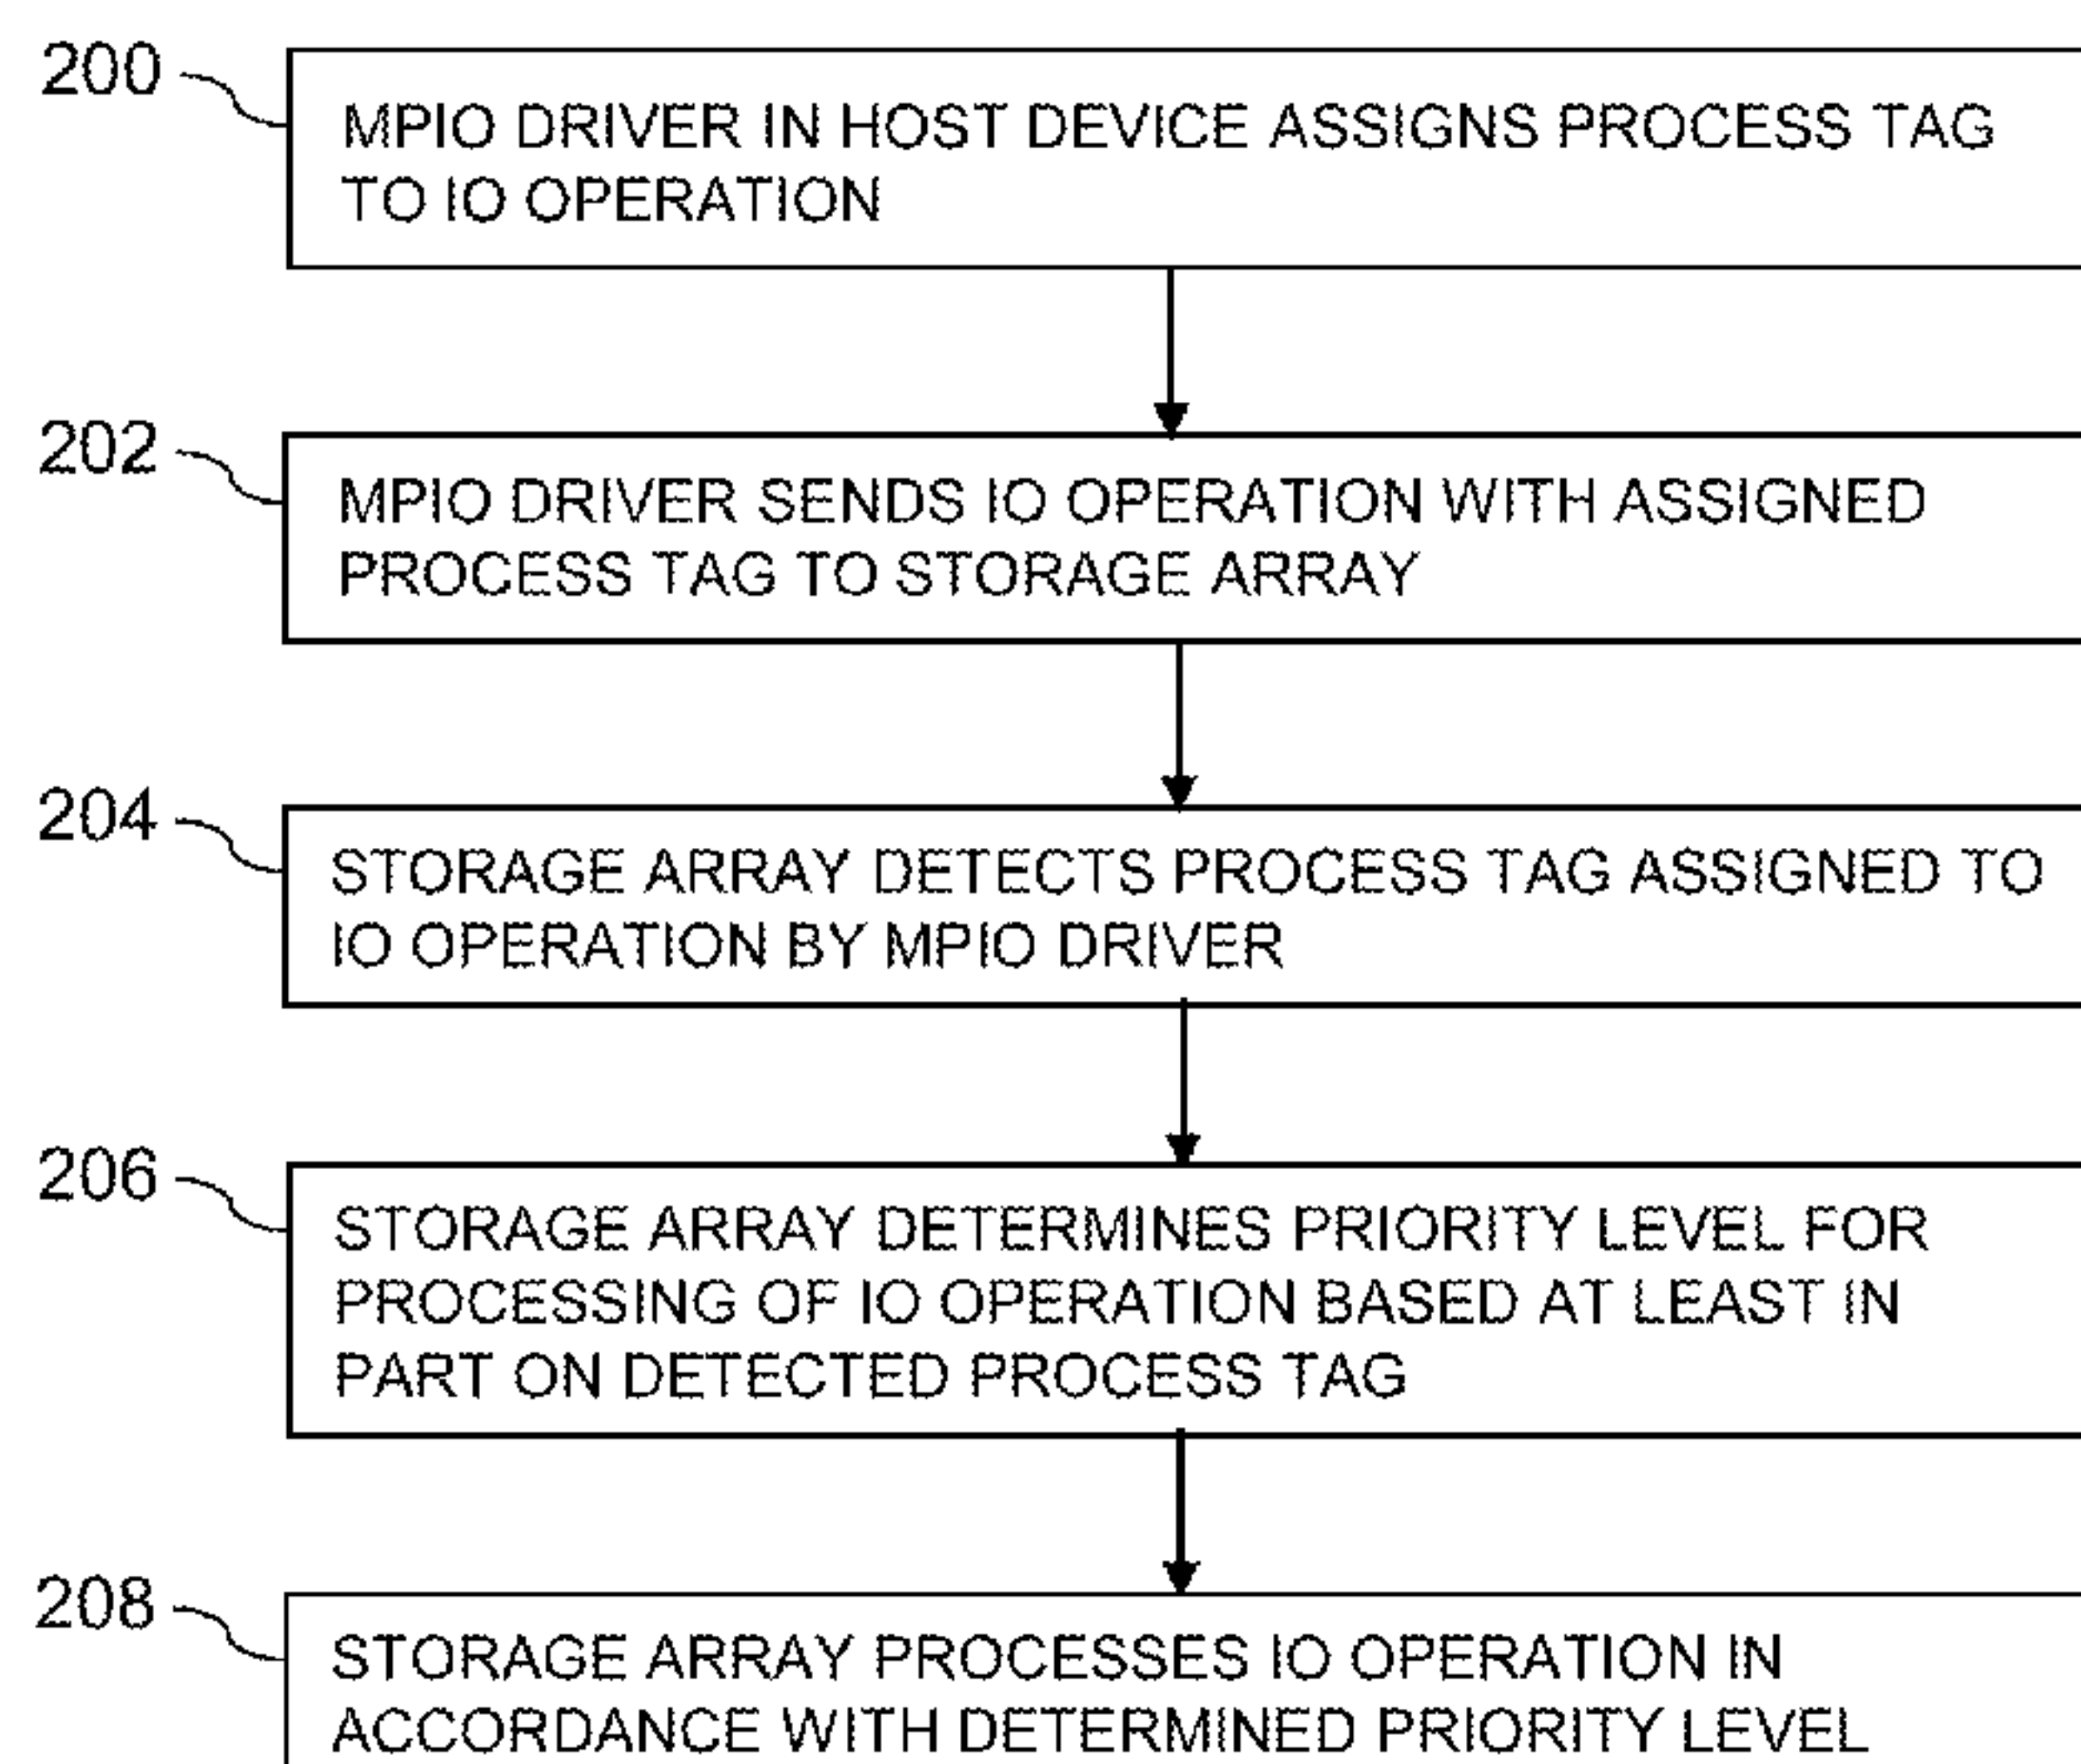 200
MPIO DRIVER IN HOST DEVICE ASSIGNS PROCESS TAG
TO IO OPERATION
202
MPIO DRIVER SENDS IO OPERATION WITH ASSIGNED
PROCESS TAG TO STORAGE ARRAY
204
STORAGE ARRAY DETECTS PROCESS TAG ASSIGNED TO
IO OPERATION BY MPIO DRIVER
206
STORAGE ARRAY DETERMINES PRIORITY LEVEL FOR
PROCESSING OF IO OPERATION BASED AT LEAST IN
PART ON DETECTED PROCESS TAG
208
STORAGE ARRAY PROCESSES IO OPERATION IN
ACCORDANCE WITH DETERMINED PRIORITY LEVEL